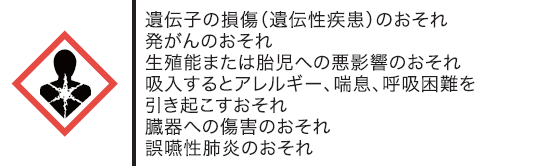 遺伝子の損傷（遺伝性疾患）のおそれ
発がんのおそれ
生殖能または胎児への悪影響のおそれ
吸入するとアレルギー、喘息、呼吸困難を
引き起こすおそれ
臓器への傷害のおそれ
誤嚥性肺炎のおそれ